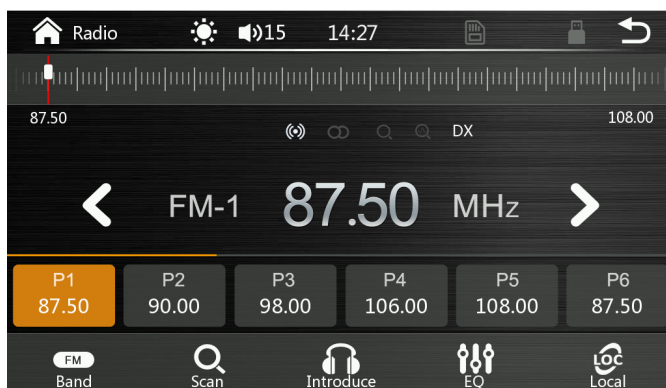 Radio 15 14:27
87.50 108.00
DX
FM-1 87.50 MHz
P1 P2 P3 P4 P5 P6
87.50 90.00 98.00 106.00 108.00 87.50
FM LOC
Band Scan Introduce EQ Local